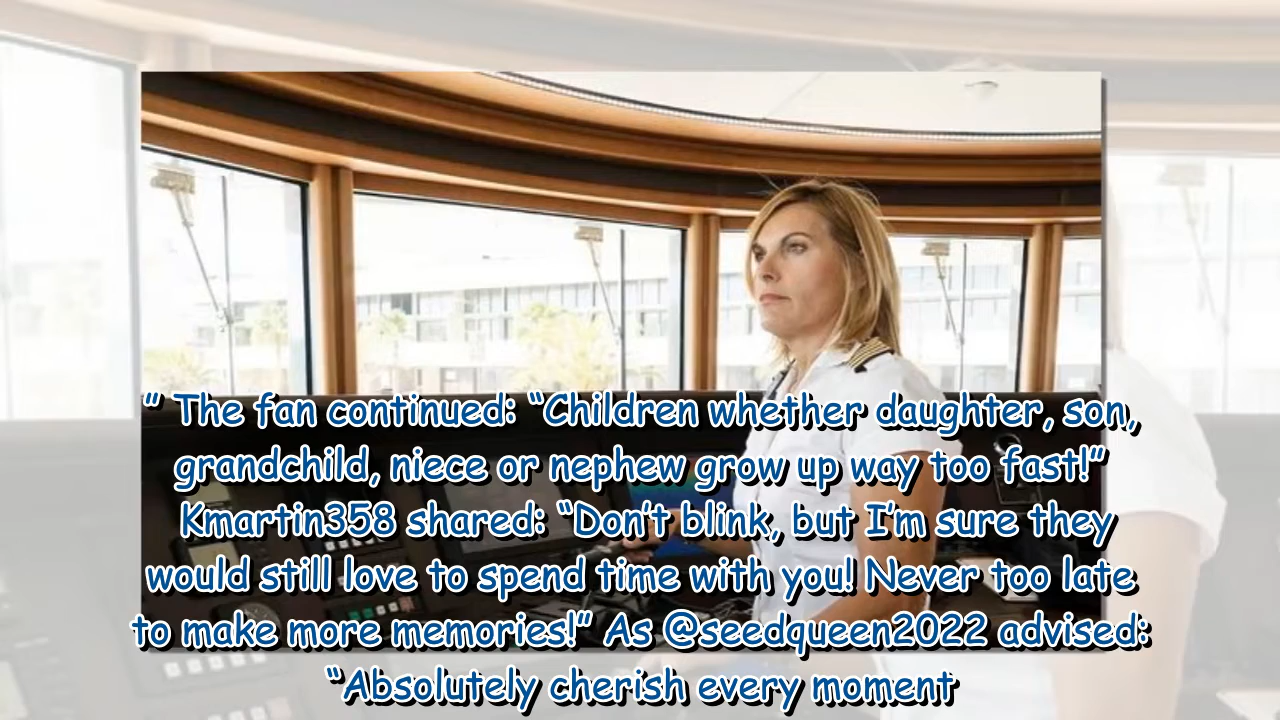 ” The fan continued: “Children whether daughter, son,
grandchild, niece or nephew grow up way too fast!”
Kmartin358 shared: “Don’t blink, but I’m sure they
would still love to spend time with you! Never too late
to make more memories!” As @seedqueen2022 advised:
“Absolutely cherish every moment